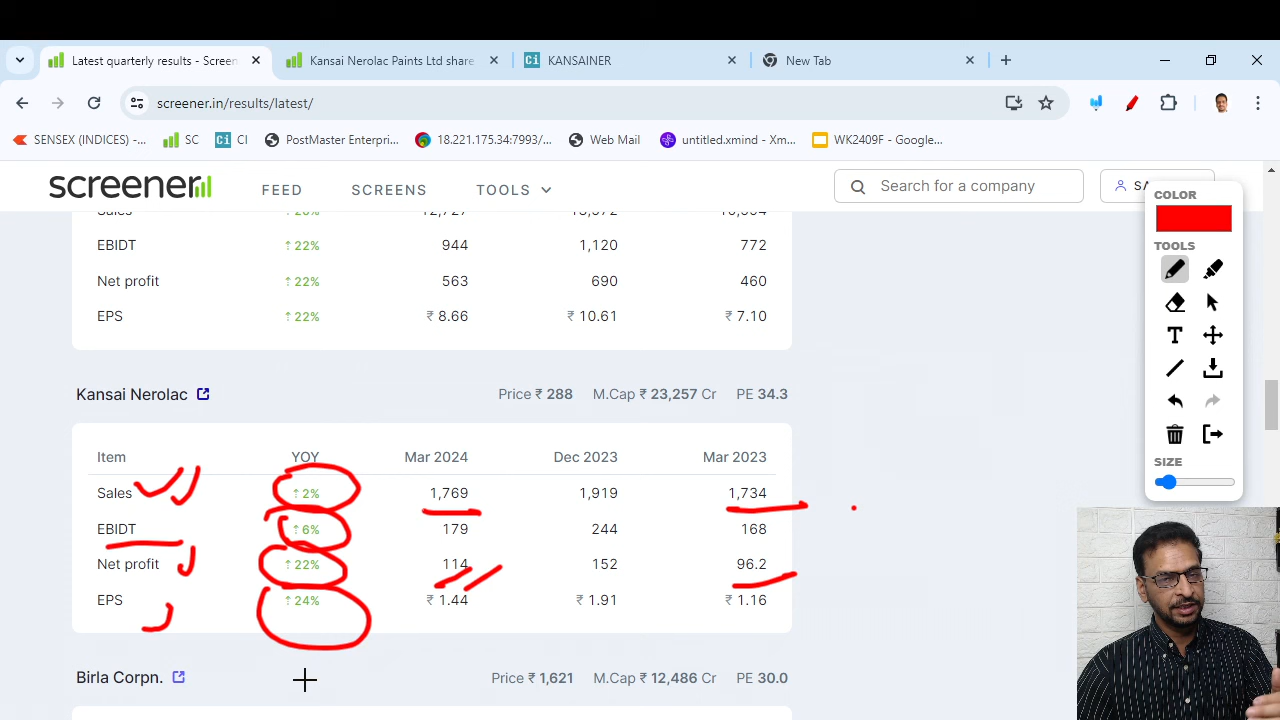 Latest quarterly results - Screen
Kansai Nerolac Paints Ltd share
Ci KANSAINER
New Tab
screener.in/results/latest/
SENSEX (INDICES) -...
SC
Ci CI
PostMaster Enterpri...
18.221.175.34:7993/...
Web Mail
untitled.xmind - Xm...
WK2409F - Google...
screener
FEED
SCREENS
TOOLS
Search for a company
SA
COLOR
TOOLS
T
SIZE
EBIDT ⇡22% 944 1,120 772
Net profit ⇡22% 563 690 460
EPS ⇡22% ₹ 8.66 ₹ 10.61 ₹ 7.10
Kansai Nerolac Price ₹ 288 M.Cap ₹ 23,257 Cr PE 34.3
Item YOY Mar 2024 Dec 2023 Mar 2023
Sales ⇡2% 1,769 1,919 1,734
EBIDT ⇡6% 179 244 168
Net profit ⇡22% 114 152 96.2
EPS ⇡24% ₹ 1.44 ₹ 1.91 ₹ 1.16
Birla Corpn. Price ₹ 1,621 M.Cap ₹ 12,486 Cr PE 30.0